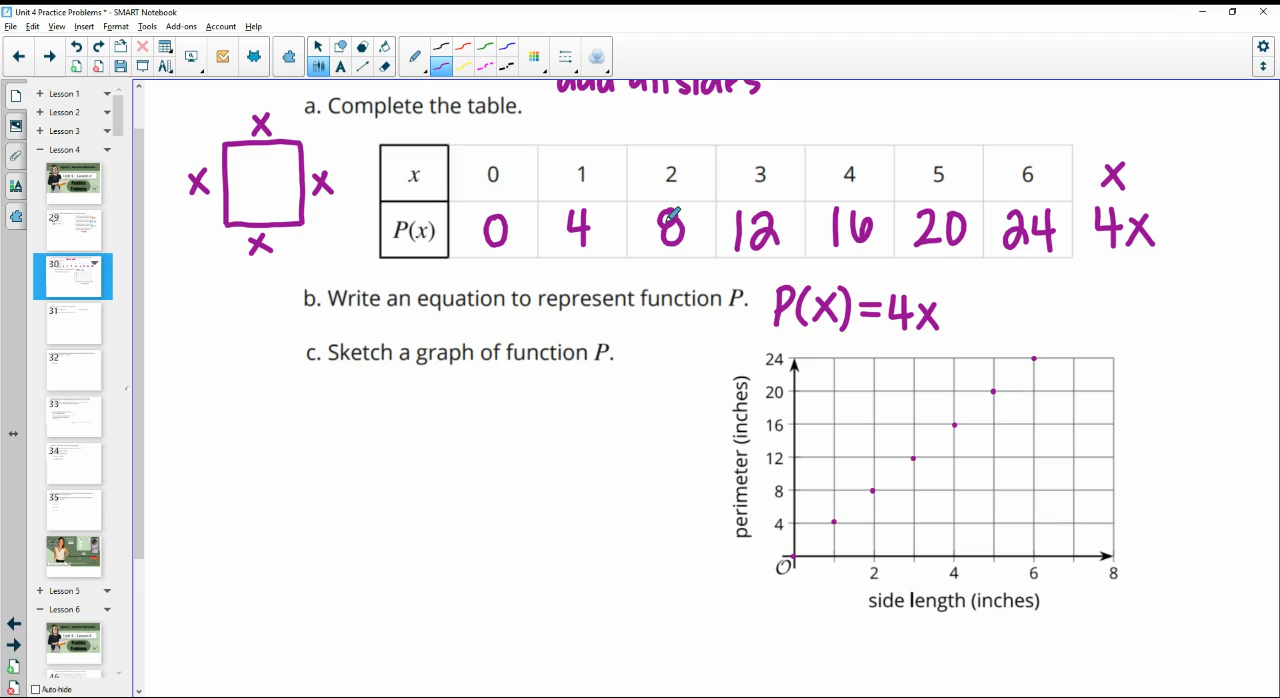 Unit 4 Practice Problems * - SMART Notebook
File Edit View Insert Format Tools Add-ons Account Help
Lesson 1
Lesson 2
Lesson 3
Lesson 4
29
30
31
32
33
34
35
Lesson 5
Lesson 6
46
Auto-hide
add all sides
a. Complete the table.
x
x x
x
x 0 1 2 3 4 5 6 x
P(x) 0 4 8 12 16 20 24 4x
b. Write an equation to represent function P. P(x)=4x
c. Sketch a graph of function P.
perimeter (inches)
24
20
16
12
8
4
O 2 4 6 8
side length (inches)